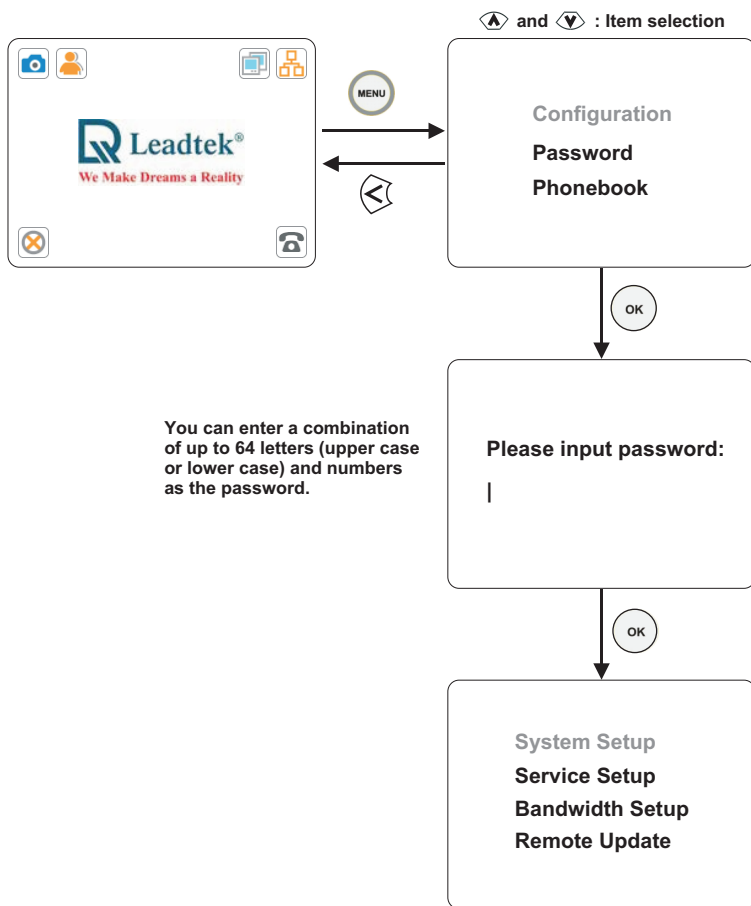 and : Item selection
Leadtek®
We Make Dreams a Reality
MENU
Configuration
Password
Phonebook
OK
You can enter a combination
of up to 64 letters (upper case
or lower case) and numbers
as the password.
Please input password:
|
OK
System Setup
Service Setup
Bandwidth Setup
Remote Update